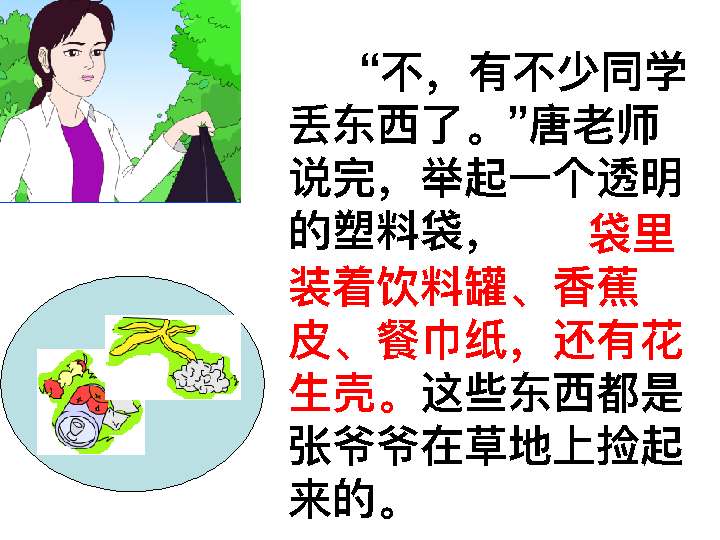 “不，有不少同学
丢东西了。”唐老师
说完，举起一个透明
的塑料袋， 袋里
装着饮料罐、香蕉
皮、餐巾纸，还有花
生壳。这些东西都是
张爷爷在草地上捡起
来的。